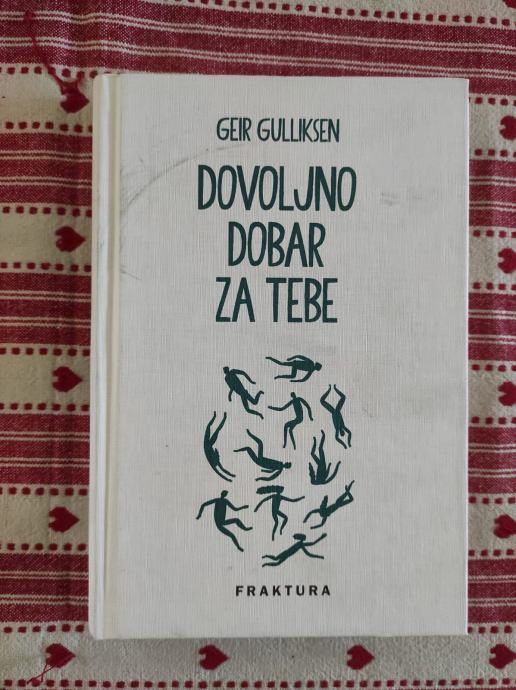 GEIR GULLIKSEN
DOVOLJNO
DOBAR
ZA TEBE
FRAKTURA